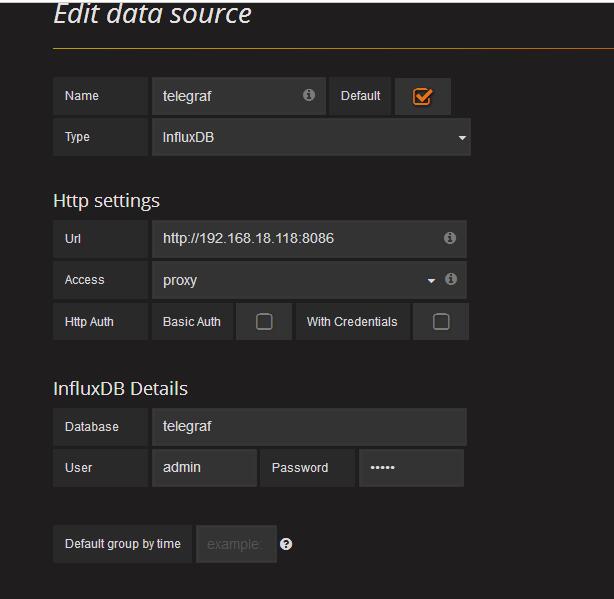 Edit data source
Name telegraf Default
Type InfluxDB
Http settings
Url http://192.168.18.118:8086
Access proxy
Http Auth Basic Auth With Credentials
InfluxDB Details
Database telegraf
User admin Password •••••
Default group by time example: